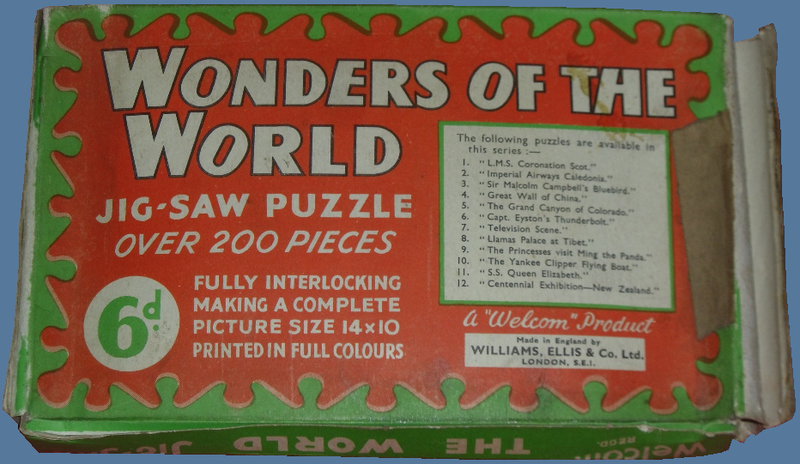 WONDERS OF THE
WORLD
JIG-SAW PUZZLE
OVER 200 PIECES
6d.
FULLY INTERLOCKING
MAKING A COMPLETE
PICTURE SIZE 14×10
PRINTED IN FULL COLOURS
The following puzzles are available in
this series :—
1. "L.M.S. Coronation Scot."
2. "Imperial Airways Caledonia."
3. "Sir Malcolm Campbell's Bluebird."
4. "Great Wall of China."
5. "The Grand Canyon of Colorado."
6. "Capt. Eyston's Thunderbolt."
7. "Television Scene."
8. "Llamas Palace at Tibet."
9. "The Princesses visit Ming the Panda."
10. "The Yankee Clipper Flying Boat."
11. "S.S. Queen Elizabeth."
12. "Centennial Exhibition—New Zealand."
A "Welcom" Product
Made in England by
WILLIAMS, ELLIS & Co. Ltd.
LONDON, S.E.1.
Welcom
REGD.
THE WORLD